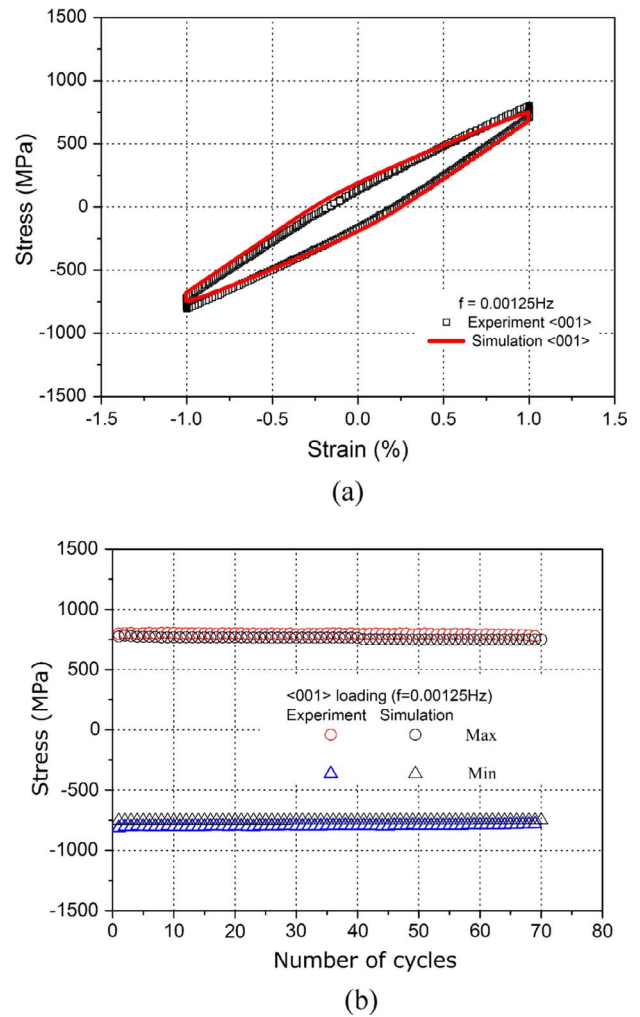 1500
1000
500
0
-500
-1000
-1500
Stress (MPa)
f = 0.00125Hz
Experiment <001>
Simulation <001>
-1.5 -1.0 -0.5 0.0 0.5 1.0 1.5
Strain (%)
(a)
1500
1000
500
0
-500
-1000
-1500
Stress (MPa)
<001> loading (f=0.00125Hz)
Experiment Simulation
Max
Min
0 10 20 30 40 50 60 70 80
Number of cycles
(b)